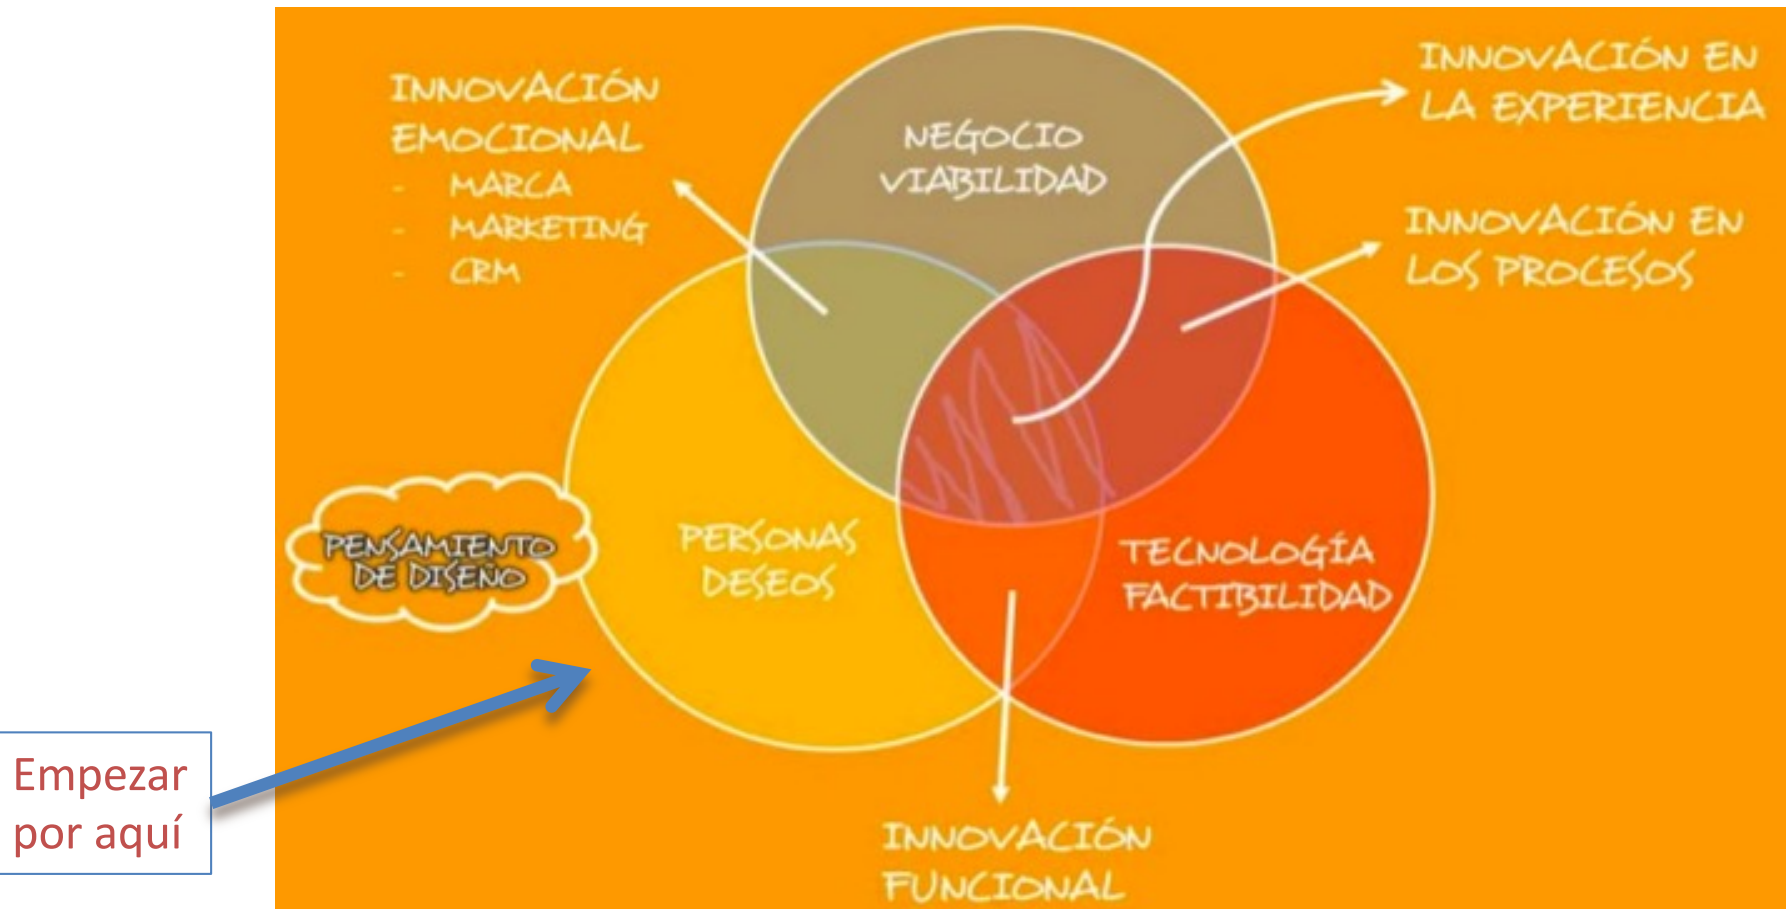 INNOVACIÓN
EMOCIONAL
- MARCA
- MARKETING
- CRM
NEGOCIO
VIABILIDAD
INNOVACIÓN EN
LA EXPERIENCIA
INNOVACIÓN EN
LOS PROCESOS
PENSAMIENTO
DE DISEÑO
PERSONAS
DESEOS
TECNOLOGÍA
FACTIBILIDAD
Empezar
por aquí
INNOVACIÓN
FUNCIONAL